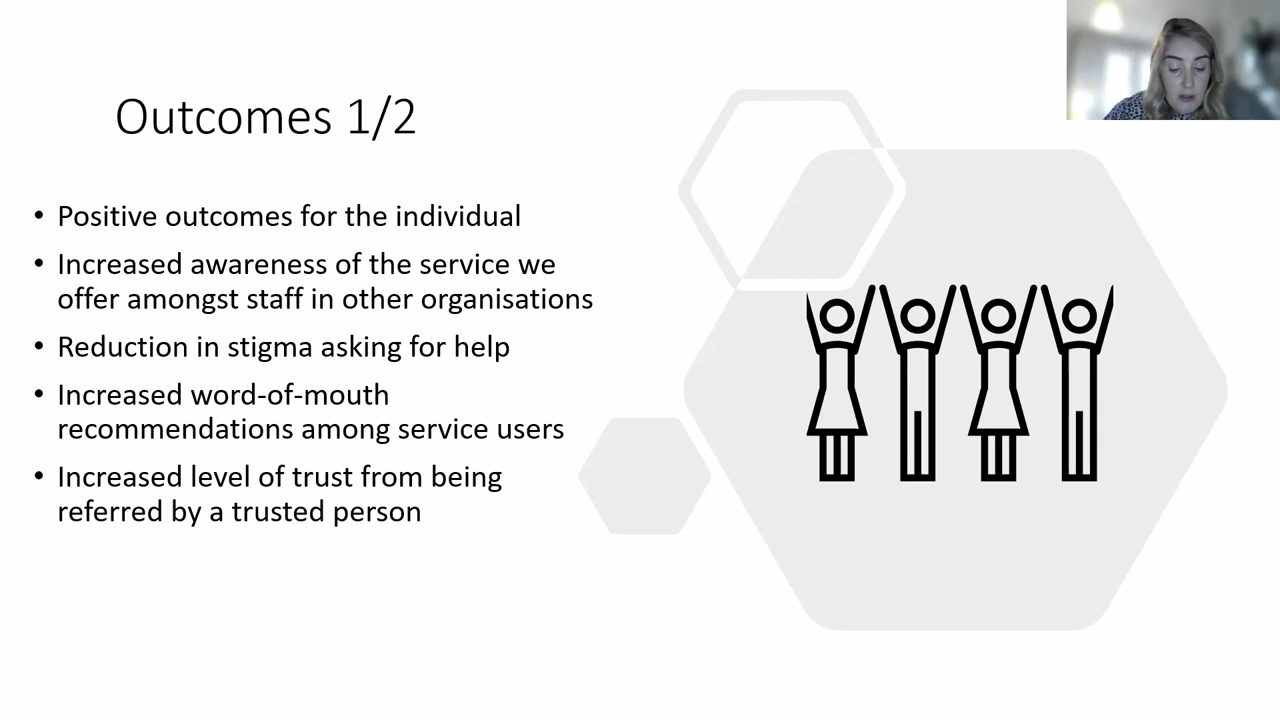 Outcomes 1/2
• Positive outcomes for the individual
• Increased awareness of the service we
offer amongst staff in other organisations
• Reduction in stigma asking for help
• Increased word-of-mouth
recommendations among service users
• Increased level of trust from being
referred by a trusted person